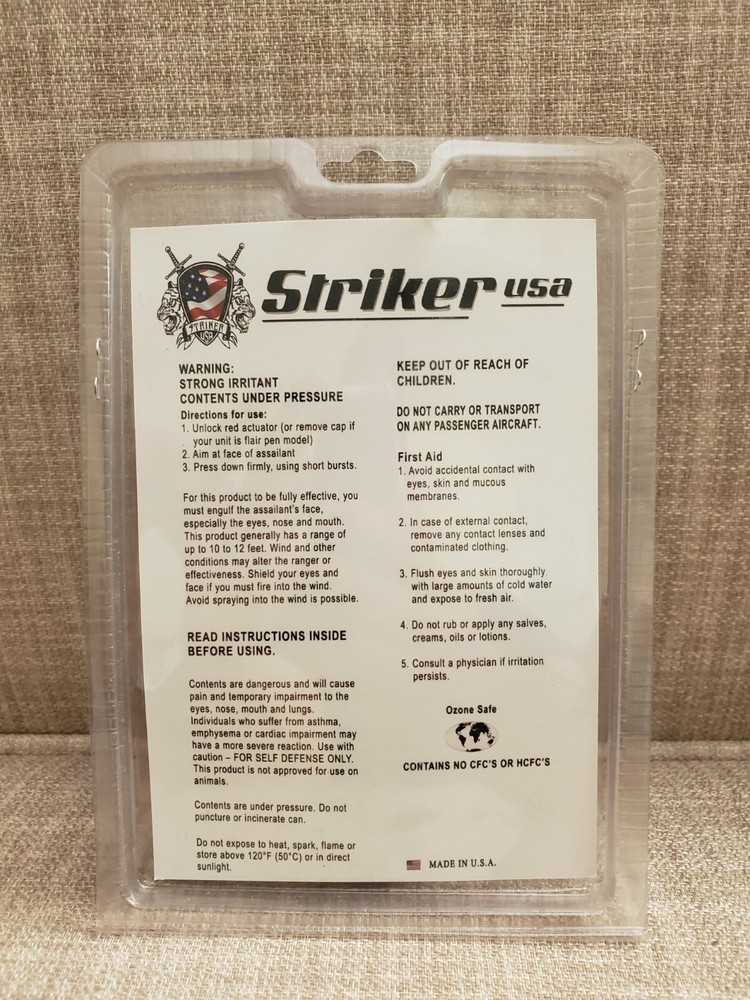 STRIKER
USA
Striker usa
WARNING:
STRONG IRRITANT
CONTENTS UNDER PRESSURE
Directions for use:
1. Unlock red actuator (or remove cap if
your unit is flair pen model)
2. Aim at face of assailant
3. Press down firmly, using short bursts.
For this product to be fully effective, you
must engulf the assailant's face,
especially the eyes, nose and mouth.
This product generally has a range of
up to 10 to 12 feet. Wind and other
conditions may alter the ranger or
effectiveness. Shield your eyes and
face if you must fire into the wind.
Avoid spraying into the wind is possible.
READ INSTRUCTIONS INSIDE
BEFORE USING.
Contents are dangerous and will cause
pain and temporary impairment to the
eyes, nose, mouth and lungs.
Individuals who suffer from asthma,
emphysema or cardiac impairment may
have a more severe reaction. Use with
caution – FOR SELF DEFENSE ONLY.
This product is not approved for use on
animals.
Contents are under pressure. Do not
puncture or incinerate can.
Do not expose to heat, spark, flame or
store above 120°F (50°C) or in direct
sunlight.
KEEP OUT OF REACH OF
CHILDREN.
DO NOT CARRY OR TRANSPORT
ON ANY PASSENGER AIRCRAFT.
First Aid
1. Avoid accidental contact with
eyes, skin and mucous
membranes.
2. In case of external contact,
remove any contact lenses and
contaminated clothing.
3. Flush eyes and skin thoroughly
with large amounts of cold water
and expose to fresh air.
4. Do not rub or apply any salves,
creams, oils or lotions.
5. Consult a physician if irritation
persists.
Ozone Safe
CONTAINS NO CFC'S OR HCFC'S
MADE IN U.S.A.